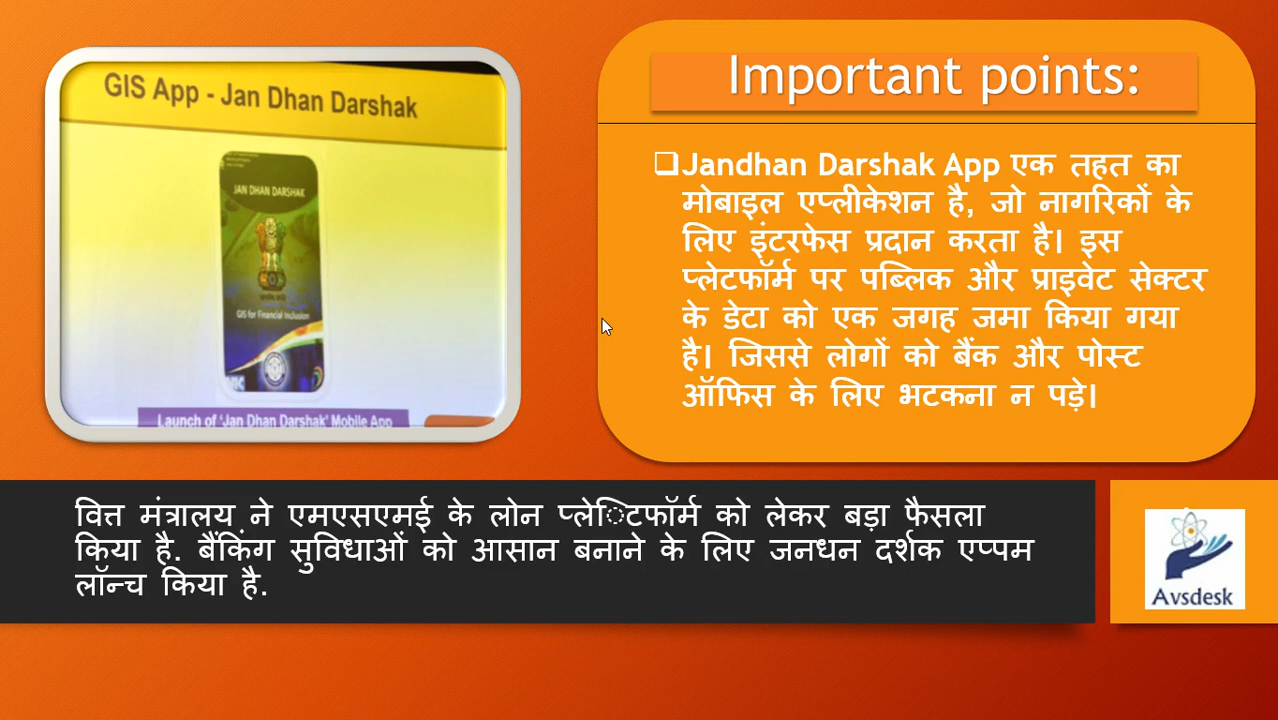 GIS App - Jan Dhan Darshak
JAN DHAN DARSHAK
GIS for Financial Inclusion
Launch of 'Jan Dhan Darshak' Mobile App
Important points:
❑Jandhan Darshak App एक तहत का
मोबाइल एप्लीकेशन है, जो नागरिकों के
लिए इंटरफेस प्रदान करता है। इस
प्लेटफॉर्म पर पब्लिक और प्राइवेट सेक्टर
के डेटा को एक जगह जमा किया गया
है। जिससे लोगों को बैंक और पोस्ट
ऑफिस के लिए भटकना न पड़े।
वित्त मंत्रालय़ ने एमएसएमई के लोन प्लेिटफॉर्म को लेकर बड़ा फैसला
किया है. बैंकिं़ग सुविधाओं को आसान बनाने के लिए जनधन दर्शक एप्पम
लॉन्च किया है.
Avsdesk